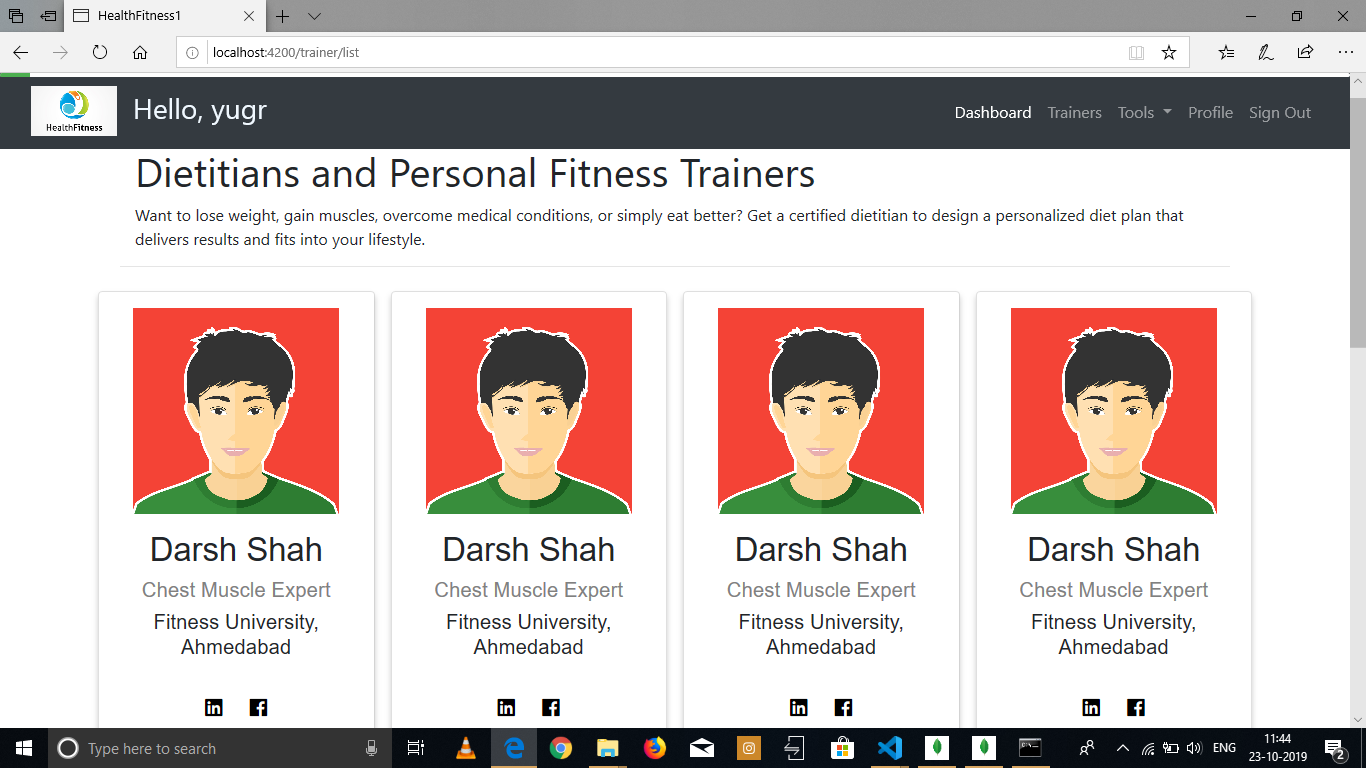 HealthFitness1
localhost:4200/trainer/list
HealthFitness
Hello, yugr
Dashboard Trainers Tools Profile Sign Out
Dietitians and Personal Fitness Trainers
Want to lose weight, gain muscles, overcome medical conditions, or simply eat better? Get a certified dietitian to design a personalized diet plan that
delivers results and fits into your lifestyle.
Darsh Shah
Chest Muscle Expert
Fitness University,
Ahmedabad
in f
Darsh Shah
Chest Muscle Expert
Fitness University,
Ahmedabad
in f
Darsh Shah
Chest Muscle Expert
Fitness University,
Ahmedabad
in f
Darsh Shah
Chest Muscle Expert
Fitness University,
Ahmedabad
in f
Type here to search
ENG
11:44
23-10-2019
2